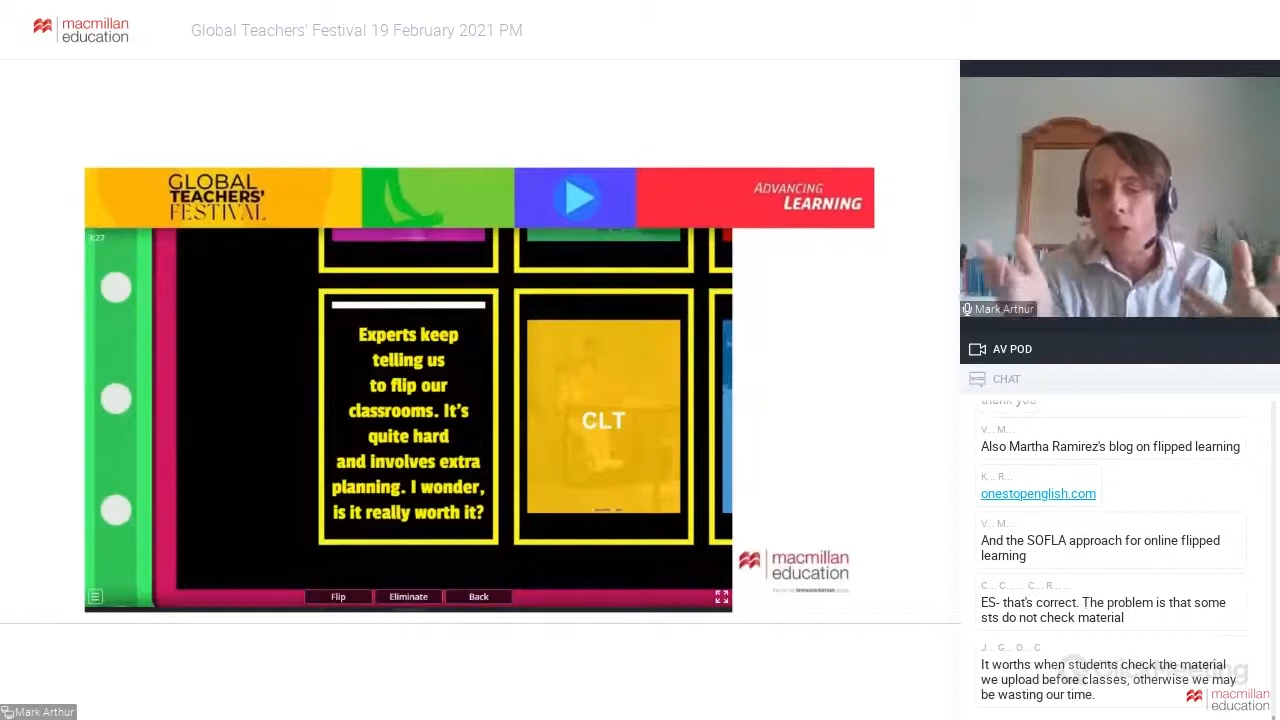 macmillan
education
Global Teachers' Festival 19 February 2021 PM
GLOBAL
TEACHERS'
FESTIVAL
ADVANCING
LEARNING
3:27
Experts keep
telling us
to flip our
classrooms. It's
quite hard
and involves extra
planning. I wonder,
is it really worth it?
CLT
Flip
Eliminate
Back
macmillan
education
Mark Arthur
Mark Arthur
AV POD
CHAT
thank you
V... M...
Also Martha Ramirez's blog on flipped learning
K... R...
onestopenglish.com
V... M...
And the SOFLA approach for online flipped
learning
C... C... ... C... R... ...
ES- that's correct. The problem is that some
sts do not check material
J... G... O... C
It worths when students check the material
we upload before classes, otherwise we may
be wasting our time.
macmillan
education